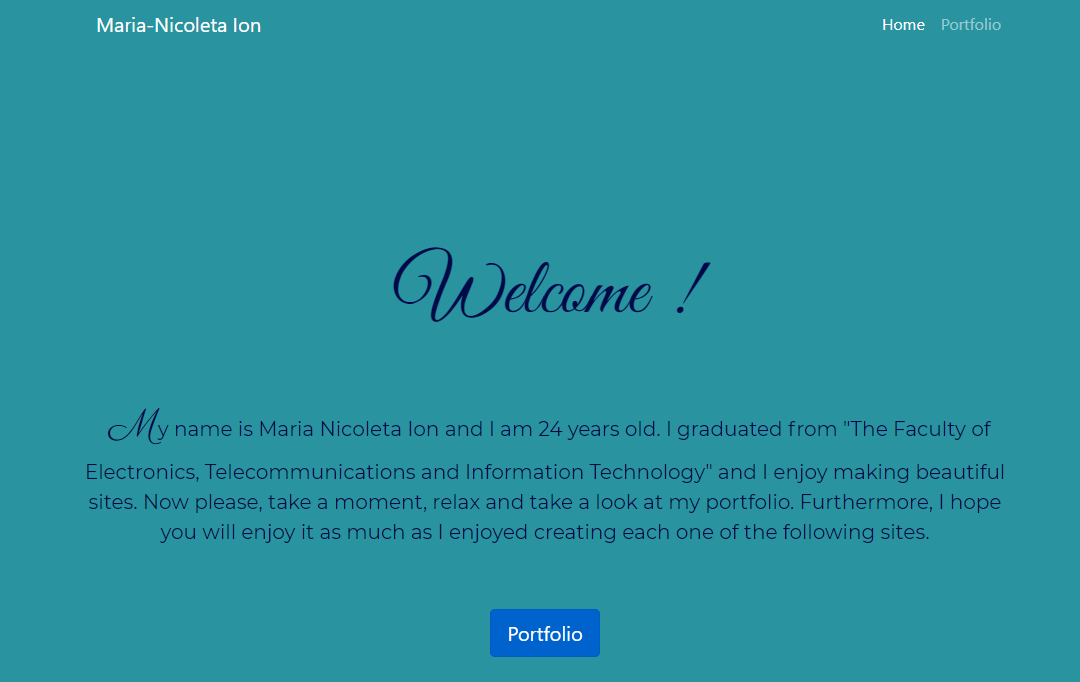 Maria-Nicoleta Ion
Home Portfolio
Welcome !
My name is Maria Nicoleta Ion and I am 24 years old. I graduated from "The Faculty of
Electronics, Telecommunications and Information Technology" and I enjoy making beautiful
sites. Now please, take a moment, relax and take a look at my portfolio. Furthermore, I hope
you will enjoy it as much as I enjoyed creating each one of the following sites.
Portfolio